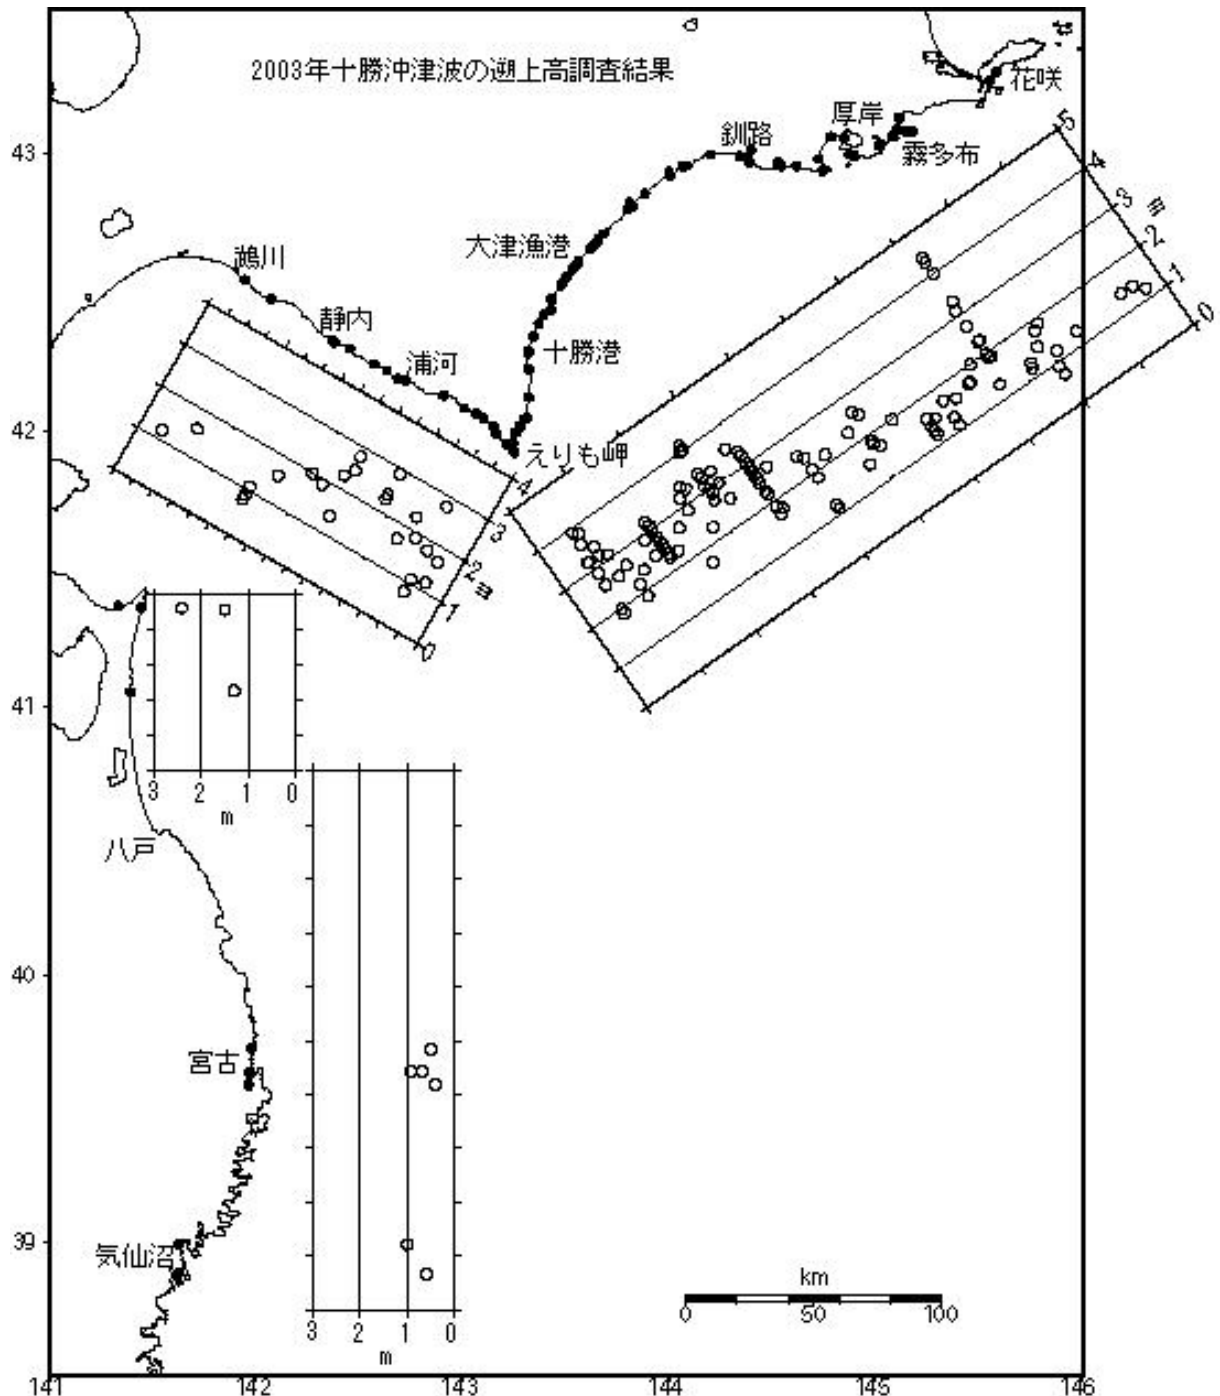 2003年十勝沖津波の遡上高調査結果
花咲
厚岸
釧路
霧多布
43
5
4
3
m
2
1
0
大津漁港
鵡川
静内
十勝港
浦河
42
えりも岬
4
3
2
m
1
0
41
3 2 1 0
m
八戸
40
宮古
39
気仙沼
3 2 1 0
m
km
0 50 100
141 142 143 144 145 146